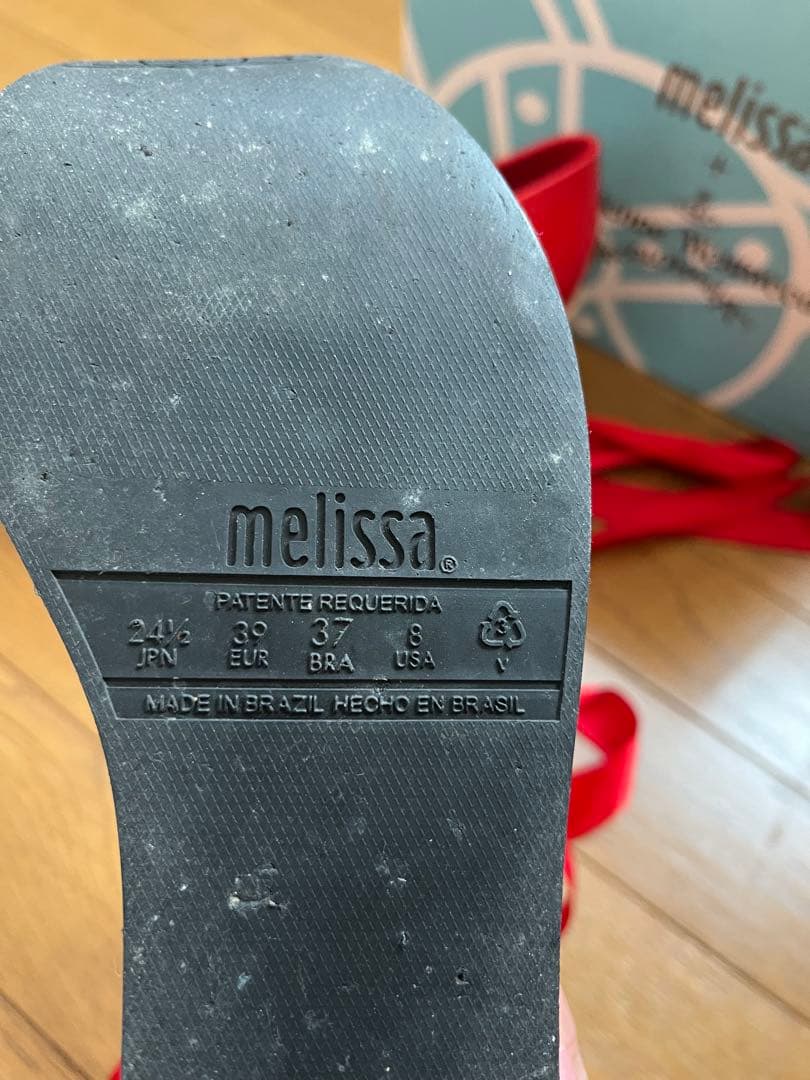 melissa
melissa®
PATENTE REQUERIDA
24½ 39 37 8 3
JPN EUR BRA USA V
MADE IN BRAZIL HECHO EN BRASIL